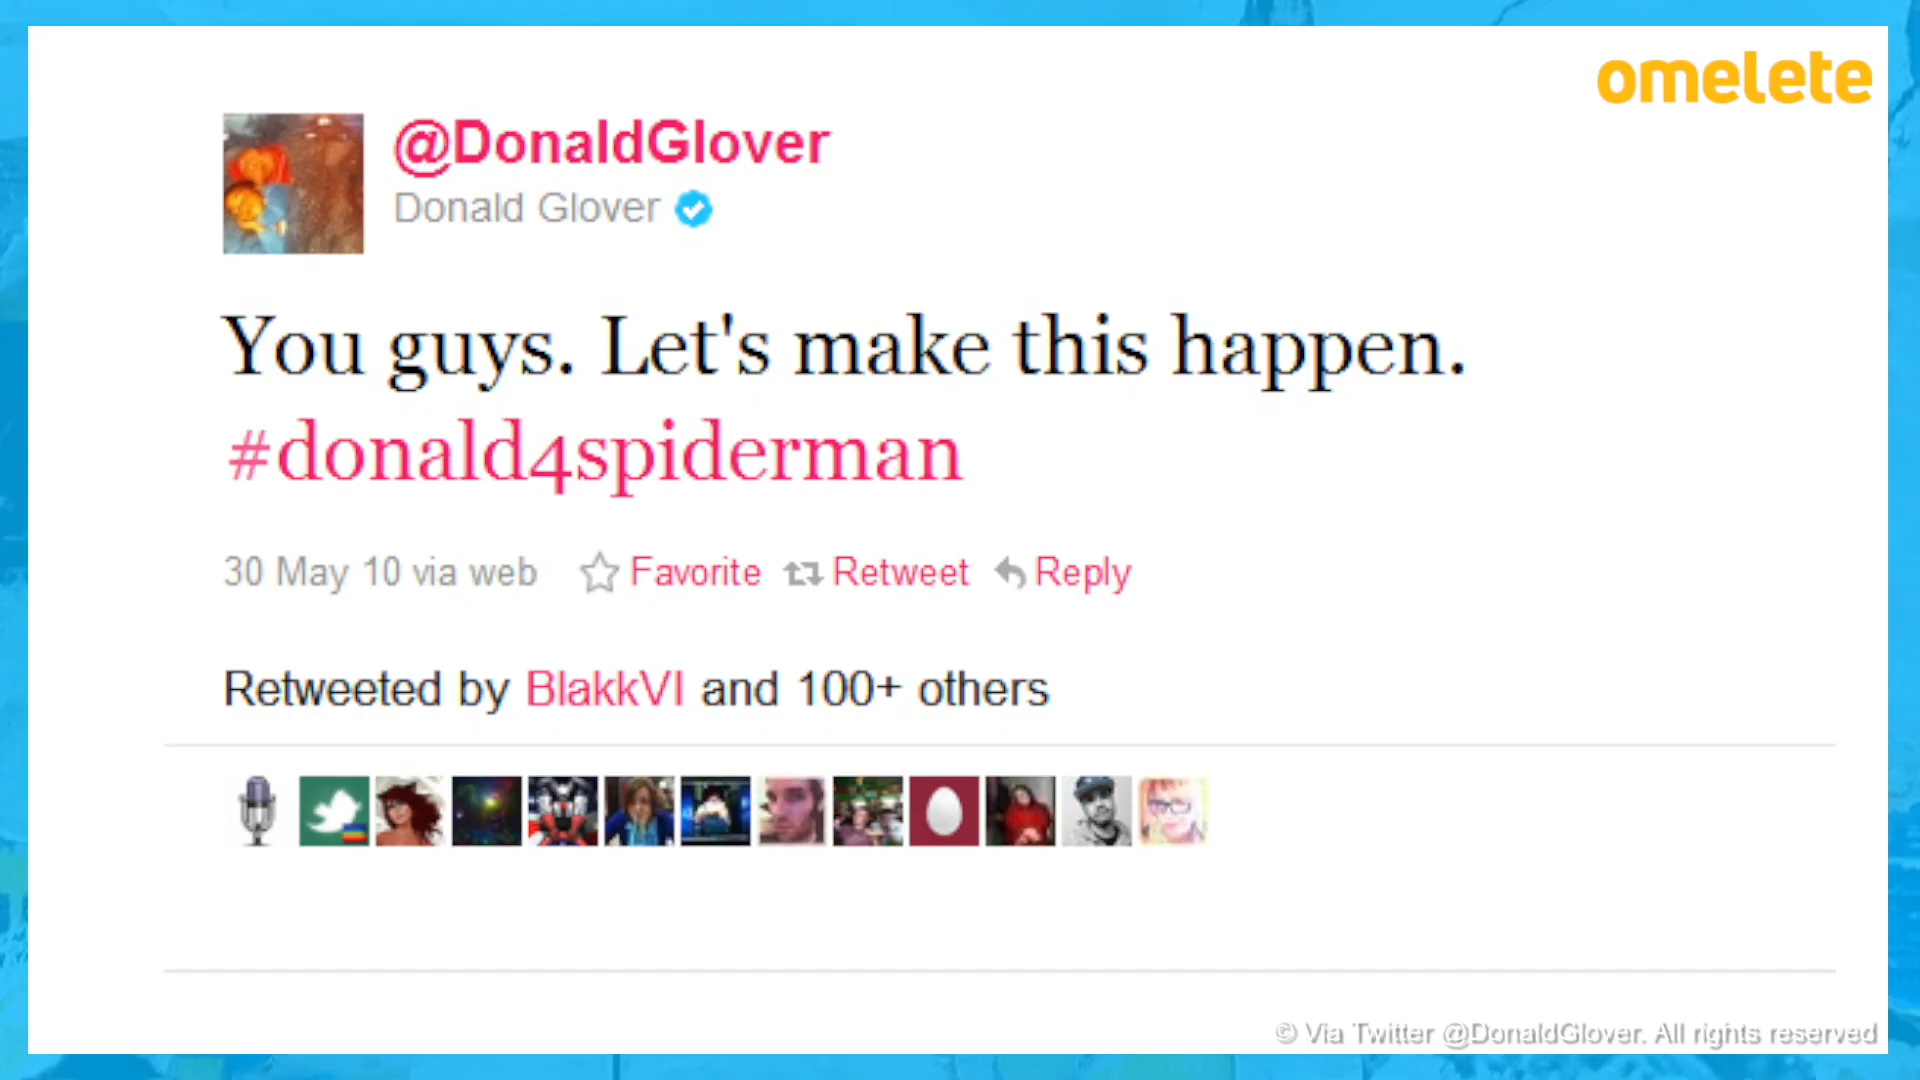 omelete
@DonaldGlover
Donald Glover
You guys. Let's make this happen.
#donald4spiderman
30 May 10 via web Favorite Retweet Reply
Retweeted by BlakkVI and 100+ others
© Via Twitter @DonaldGlover. All rights reserved